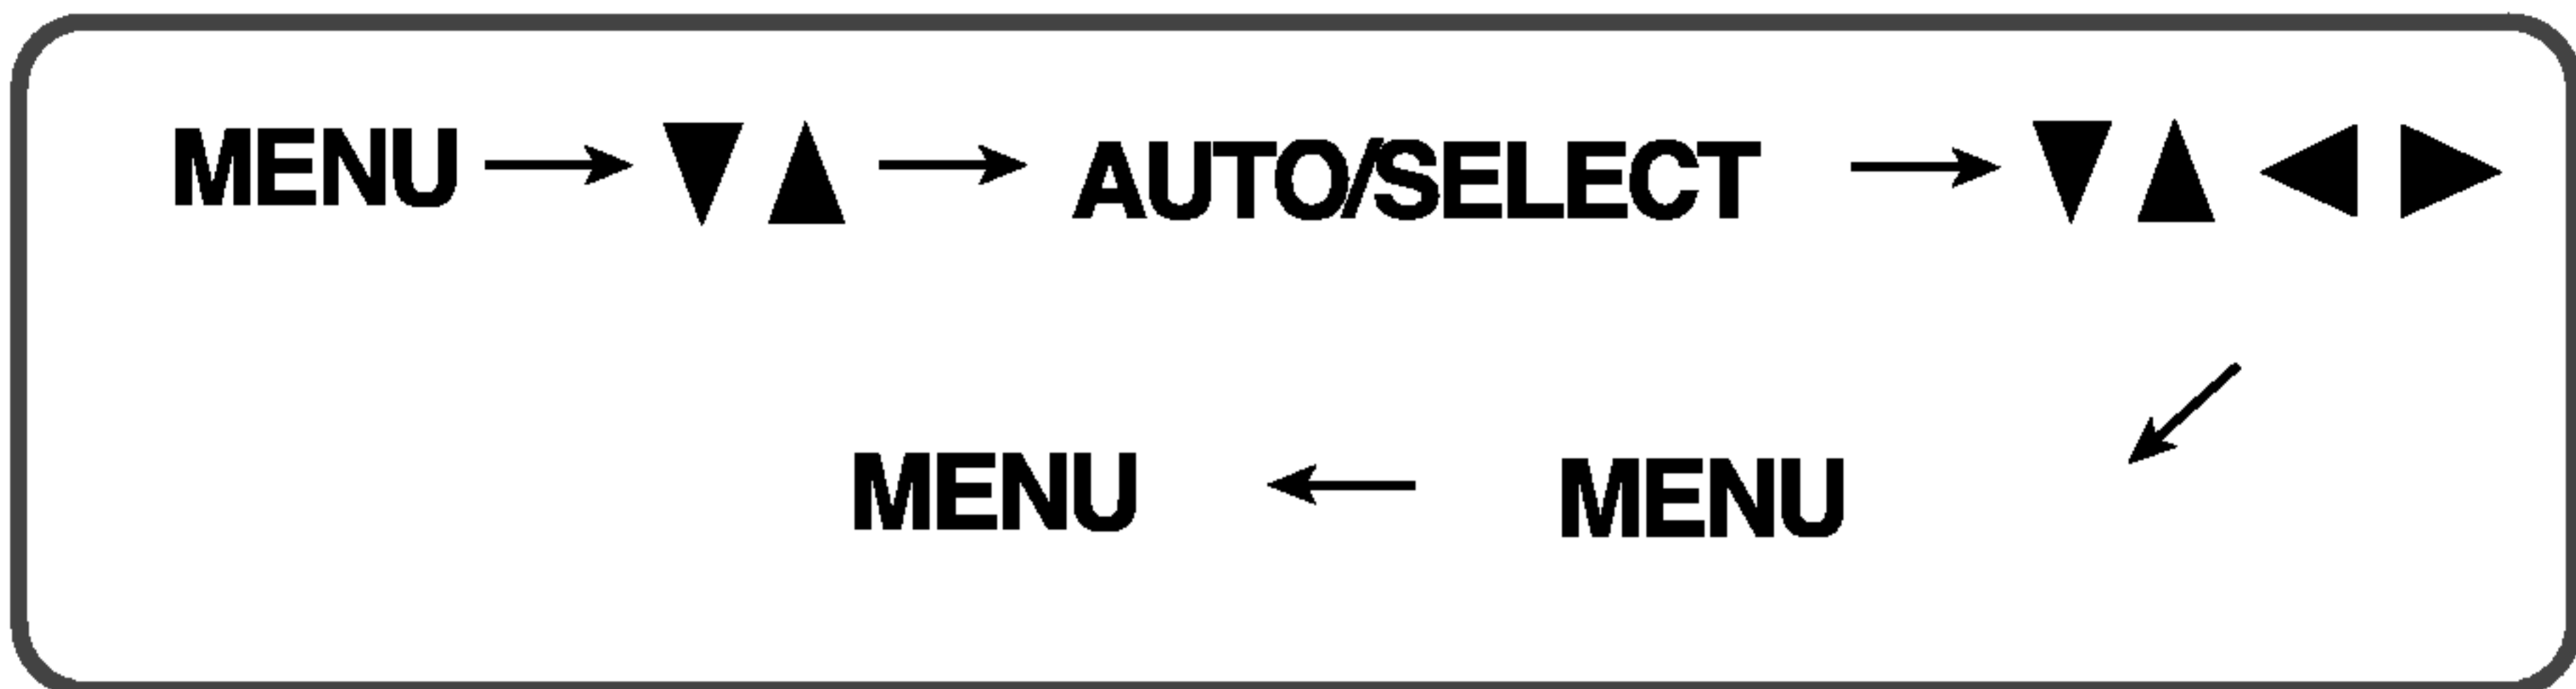 MENU → ▼ ▲ → AUTO/SELECT → ▼ ▲ ◀ ▶
MENU ← MENU